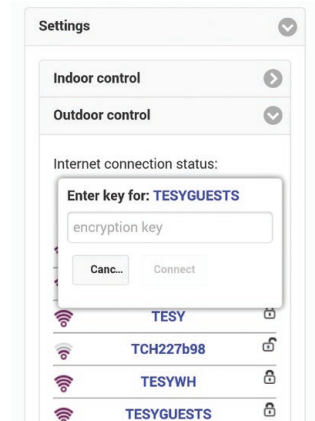 Settings
Indoor control
Outdoor control
Internet connection status:
Enter key for: TESYGUESTS
encryption key
Canc... Connect
TESY
TCH227b98
TESYWH
TESYGUESTS